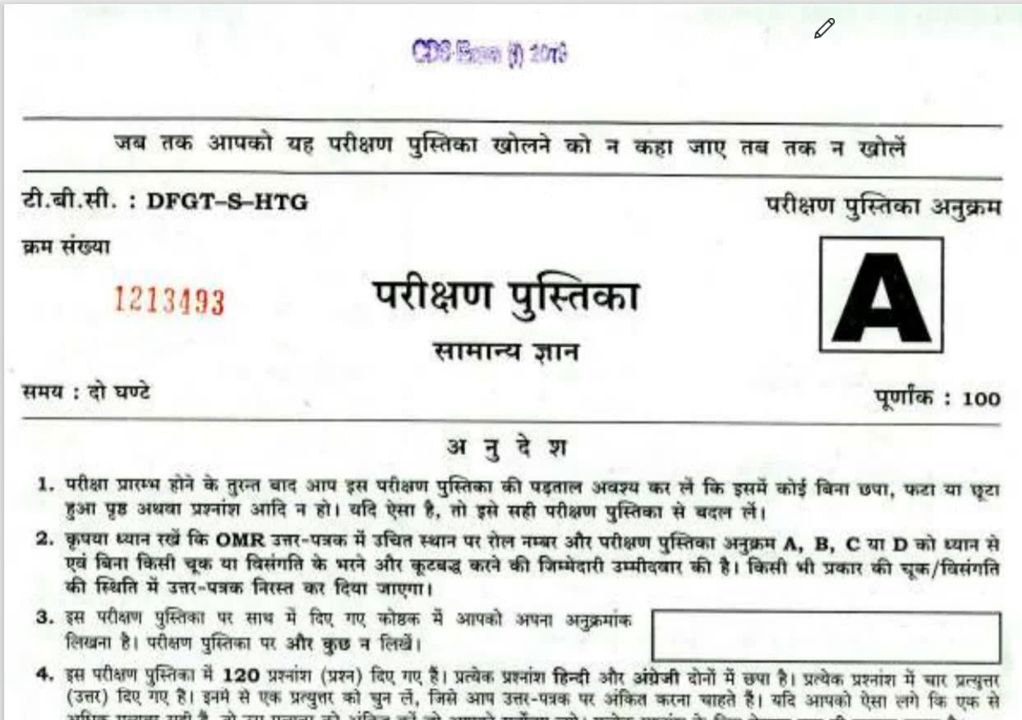 CDS Exam (I) 2019
जब तक आपको यह परीक्षण पुस्तिका खोलने को न कहा जाए तब तक न खोलें
टी.बी.सी. : DFGT–S–HTG
परीक्षण पुस्तिका अनुक्रम
क्रम संख्या
1213493
परीक्षण पुस्तिका
A
सामान्य ज्ञान
समय : दो घण्टे
पूर्णांक : 100
अ नु दे श
1. परीक्षा प्रारम्भ होने के तुरन्त बाद आप इस परीक्षण पुस्तिका की पड़ताल अवश्य कर लें कि इसमें कोई बिना छपा, फटा या छूटा
हुआ पृष्ठ अथवा प्रश्नांश आदि न हो। यदि ऐसा है, तो इसे सही परीक्षण पुस्तिका से बदल लें।
2. कृपया ध्यान रखें कि OMR उत्तर-पत्रक में उचित स्थान पर रोल नम्बर और परीक्षण पुस्तिका अनुक्रम A, B, C या D को ध्यान से
एवं बिना किसी चूक या विसंगति के भरने और कूटबद्ध करने की जिम्मेदारी उम्मीदवार की है। किसी भी प्रकार की चूक/विसंगति
की स्थिति में उत्तर-पत्रक निरस्त कर दिया जाएगा।
3. इस परीक्षण पुस्तिका पर साथ में दिए गए कोष्ठक में आपको अपना अनुक्रमांक
लिखना है। परीक्षण पुस्तिका पर और कुछ न लिखें।
4. इस परीक्षण पुस्तिका में 120 प्रश्नांश (प्रश्न) दिए गए हैं। प्रत्येक प्रश्नांश हिन्दी और अंग्रेजी दोनों में छपा है। प्रत्येक प्रश्नांश में चार प्रत्युत्तर
(उत्तर) दिए गए है। इनमें से एक प्रत्युत्तर को चुन लें, जिसे आप उत्तर-पत्रक पर अंकित करना चाहते हैं। यदि आपको ऐसा लगे कि एक से